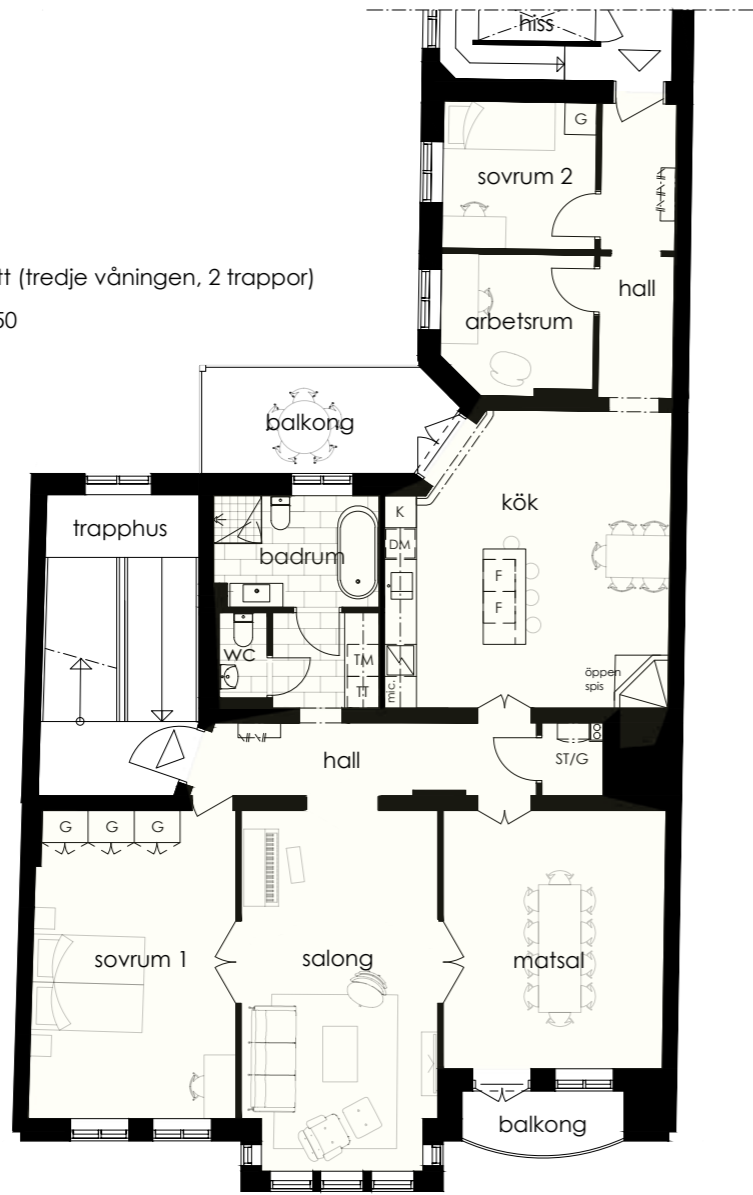 hiss
G
sovrum 2
tt (tredje våningen, 2 trappor)
hall
50
arbetsrum
balkong
kök
K
trapphus
DM
badrum
F
F
WC
TM
öppen
spis
TT
mic.
hall
ST/G
G G G
sovrum 1
salong
matsal
balkong